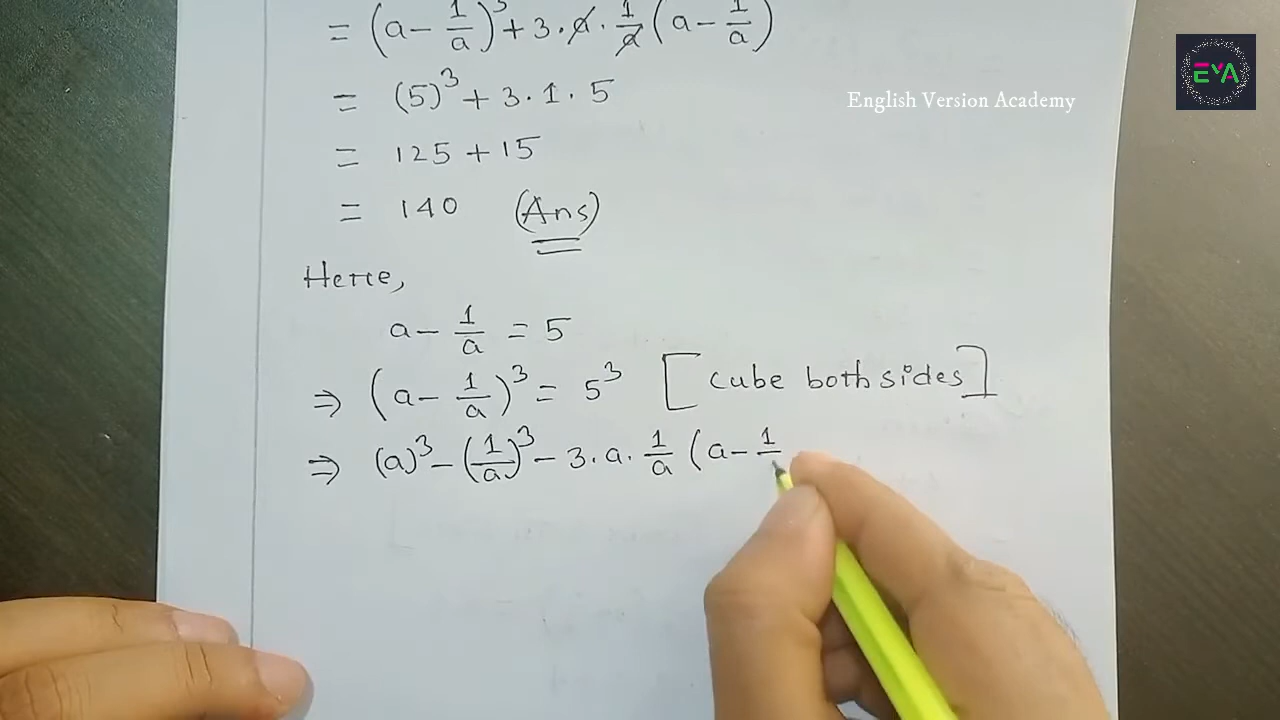 = (a - 1/a)³ + 3 · a · 1/a (a - 1/a)
= (5)³ + 3 · 1 · 5
= 125 + 15
= 140 (Ans)
Here,
a - 1/a = 5
⇒ (a - 1/a)³ = 5³ [cube both sides]
⇒ (a)³ - (1/a)³ - 3 · a · 1/a (a - 1
English Version Academy
EYA